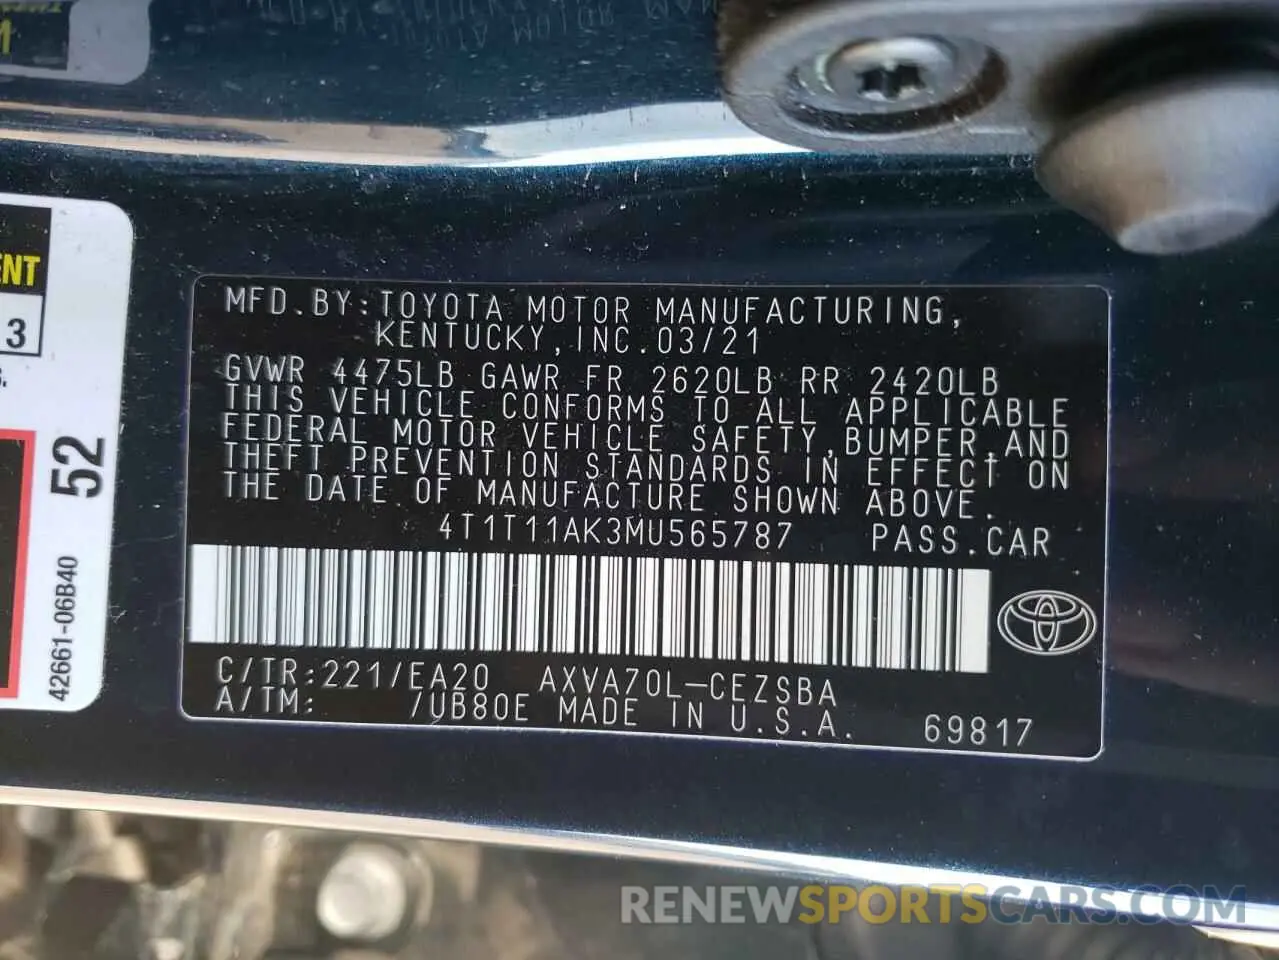 ENT
3
52
42661-06B40
MFD.BY:TOYOTA MOTOR MANUFACTURING,
KENTUCKY,INC.03/21
GVWR 4475LB GAWR FR 2620LB RR 2420LB
THIS VEHICLE CONFORMS TO ALL APPLICABLE
FEDERAL MOTOR VEHICLE SAFETY,BUMPER,AND
THEFT PREVENTION STANDARDS IN EFFECT ON
THE DATE OF MANUFACTURE SHOWN ABOVE.
4T1T11AK3MU565787 PASS.CAR
C/TR:221/EA20 AXVA70L-CEZSBA
A/TM: /UB80E MADE IN U.S.A. 69817
RENEWSPORTSCARS.COM